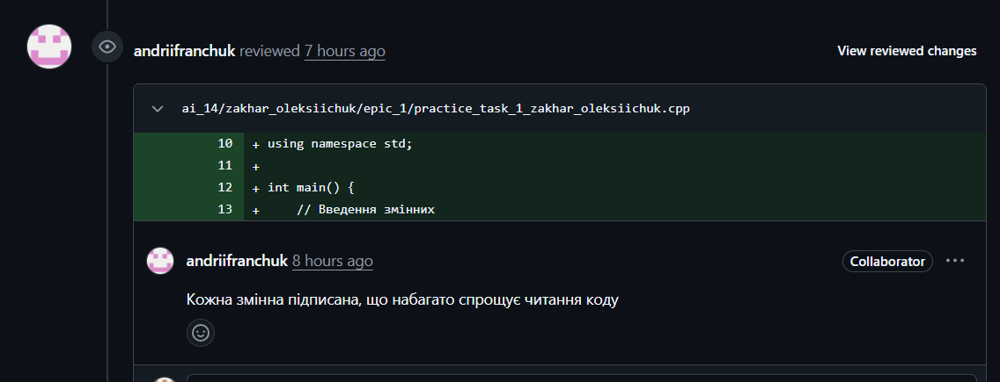 andriifranchuk reviewed 7 hours ago
View reviewed changes
ai_14/zakhar_oleksiichuk/epic_1/practice_task_1_zakhar_oleksiichuk.cpp
10 + using namespace std;
11 +
12 + int main() {
13 + // Введення змінних
andriifranchuk 8 hours ago
Collaborator
Кожна змінна підписана, що набагато спрощує читання коду